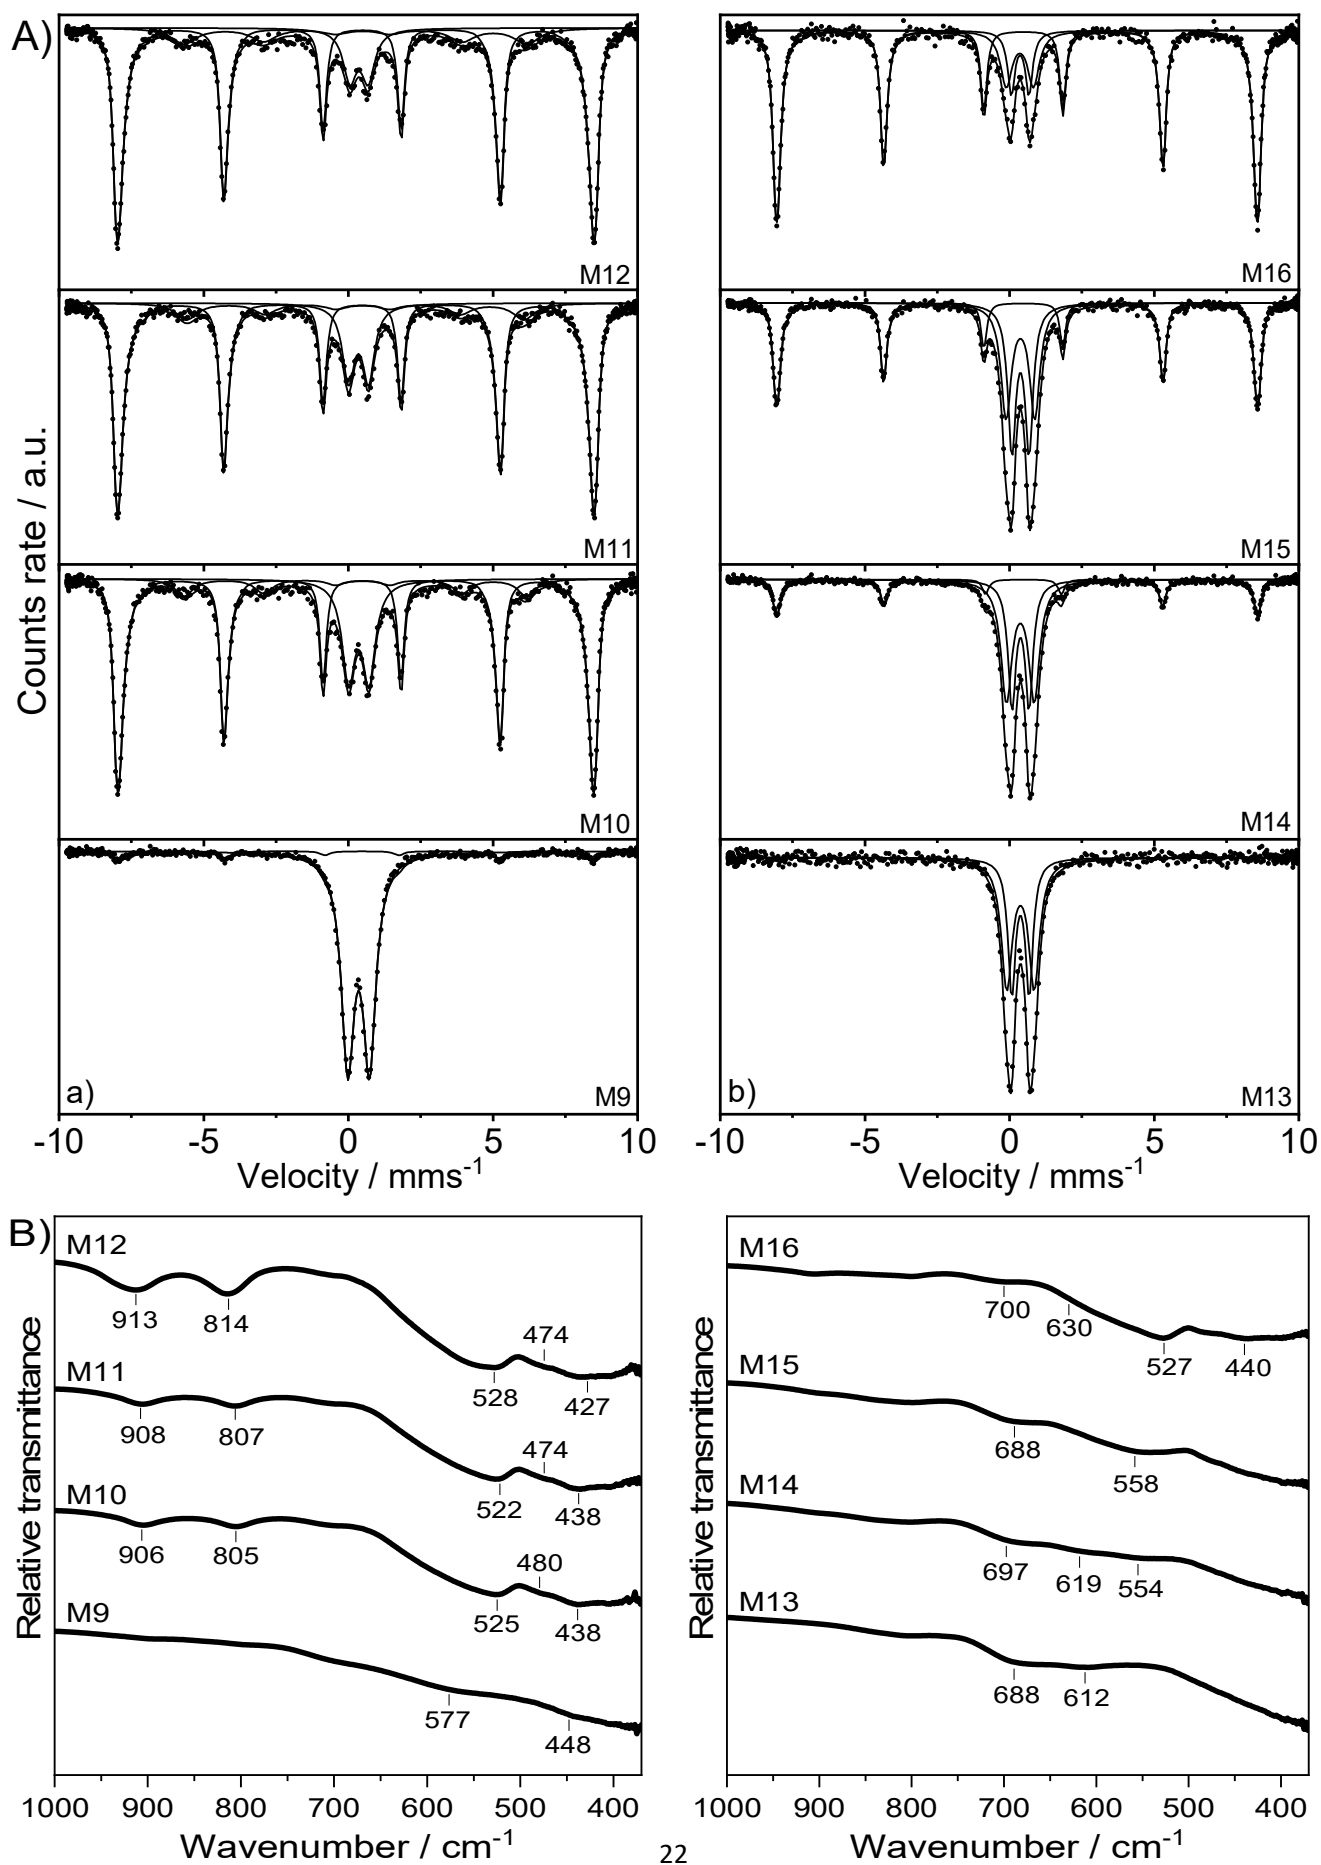 A)
M12
M11
M10
M9
a)
Counts rate / a.u.
-10 -5 0 5 10
Velocity / mms-1
M16
M15
M14
M13
b)
-10 -5 0 5 10
Velocity / mms-1
B)
Relative transmittance
M12
913
814
528
474
427
M11
908
807
522
474
438
M10
906
805
525
480
438
M9
577
448
1000 900 800 700 600 500 400
Wavenumber / cm-1
Relative transmittance
M16
700
630
527
440
M15
688
558
M14
697
619
554
M13
688
612
1000 900 800 700 600 500 400
Wavenumber / cm-1
22